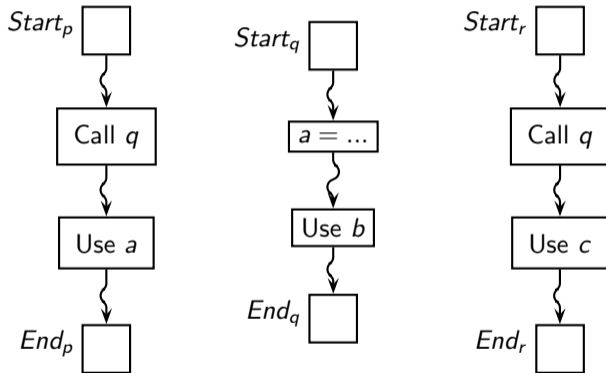 Start_p
Call q
Use a
End_p
Start_q
a = ...
Use b
End_q
Start_r
Call q
Use c
End_r